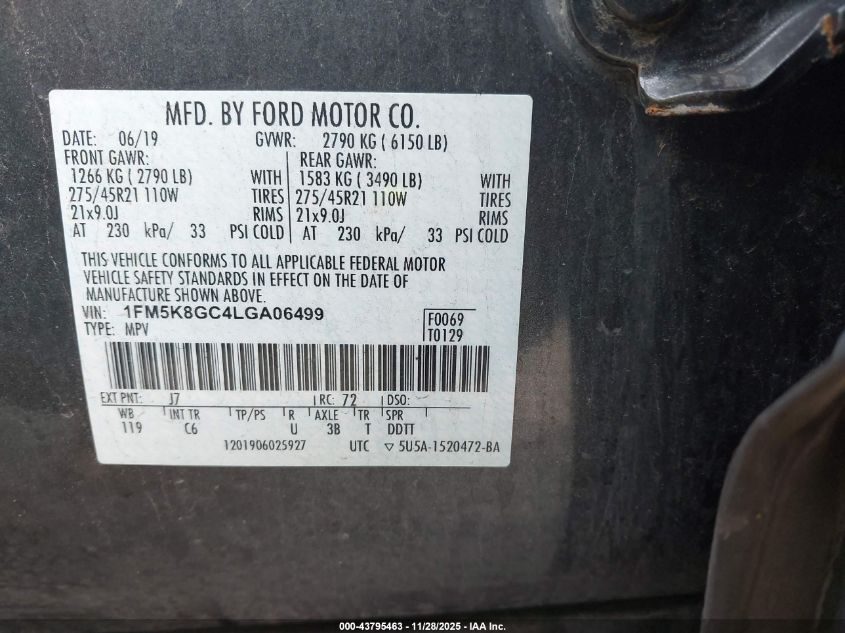 MFD. BY FORD MOTOR CO.
DATE: 06/19 GVWR: 2790 KG ( 6150 LB)
FRONT GAWR: REAR GAWR:
1266 KG ( 2790 LB) WITH 1583 KG ( 3490 LB) WITH
275/45R21 110W TIRES 275/45R21 110W TIRES
21x9.0J RIMS 21x9.0J RIMS
AT 230 kPa/ 33 PSI COLD AT 230 kPa/ 33 PSI COLD
THIS VEHICLE CONFORMS TO ALL APPLICABLE FEDERAL MOTOR
VEHICLE SAFETY STANDARDS IN EFFECT ON THE DATE OF
MANUFACTURE SHOWN ABOVE.
VIN: 1FM5K8GC4LGA06499 F0069
TYPE: MPV T0129
EXT PNT: J7 RC: 72 DSO:
WB INT TR TP/PS R AXLE TR SPR
119 C6 U 3B T DDTT
1201906025927 UTC ▽ 5U5A-1520472-BA
000-43795463 | 11/28/2025 - IAA Inc.